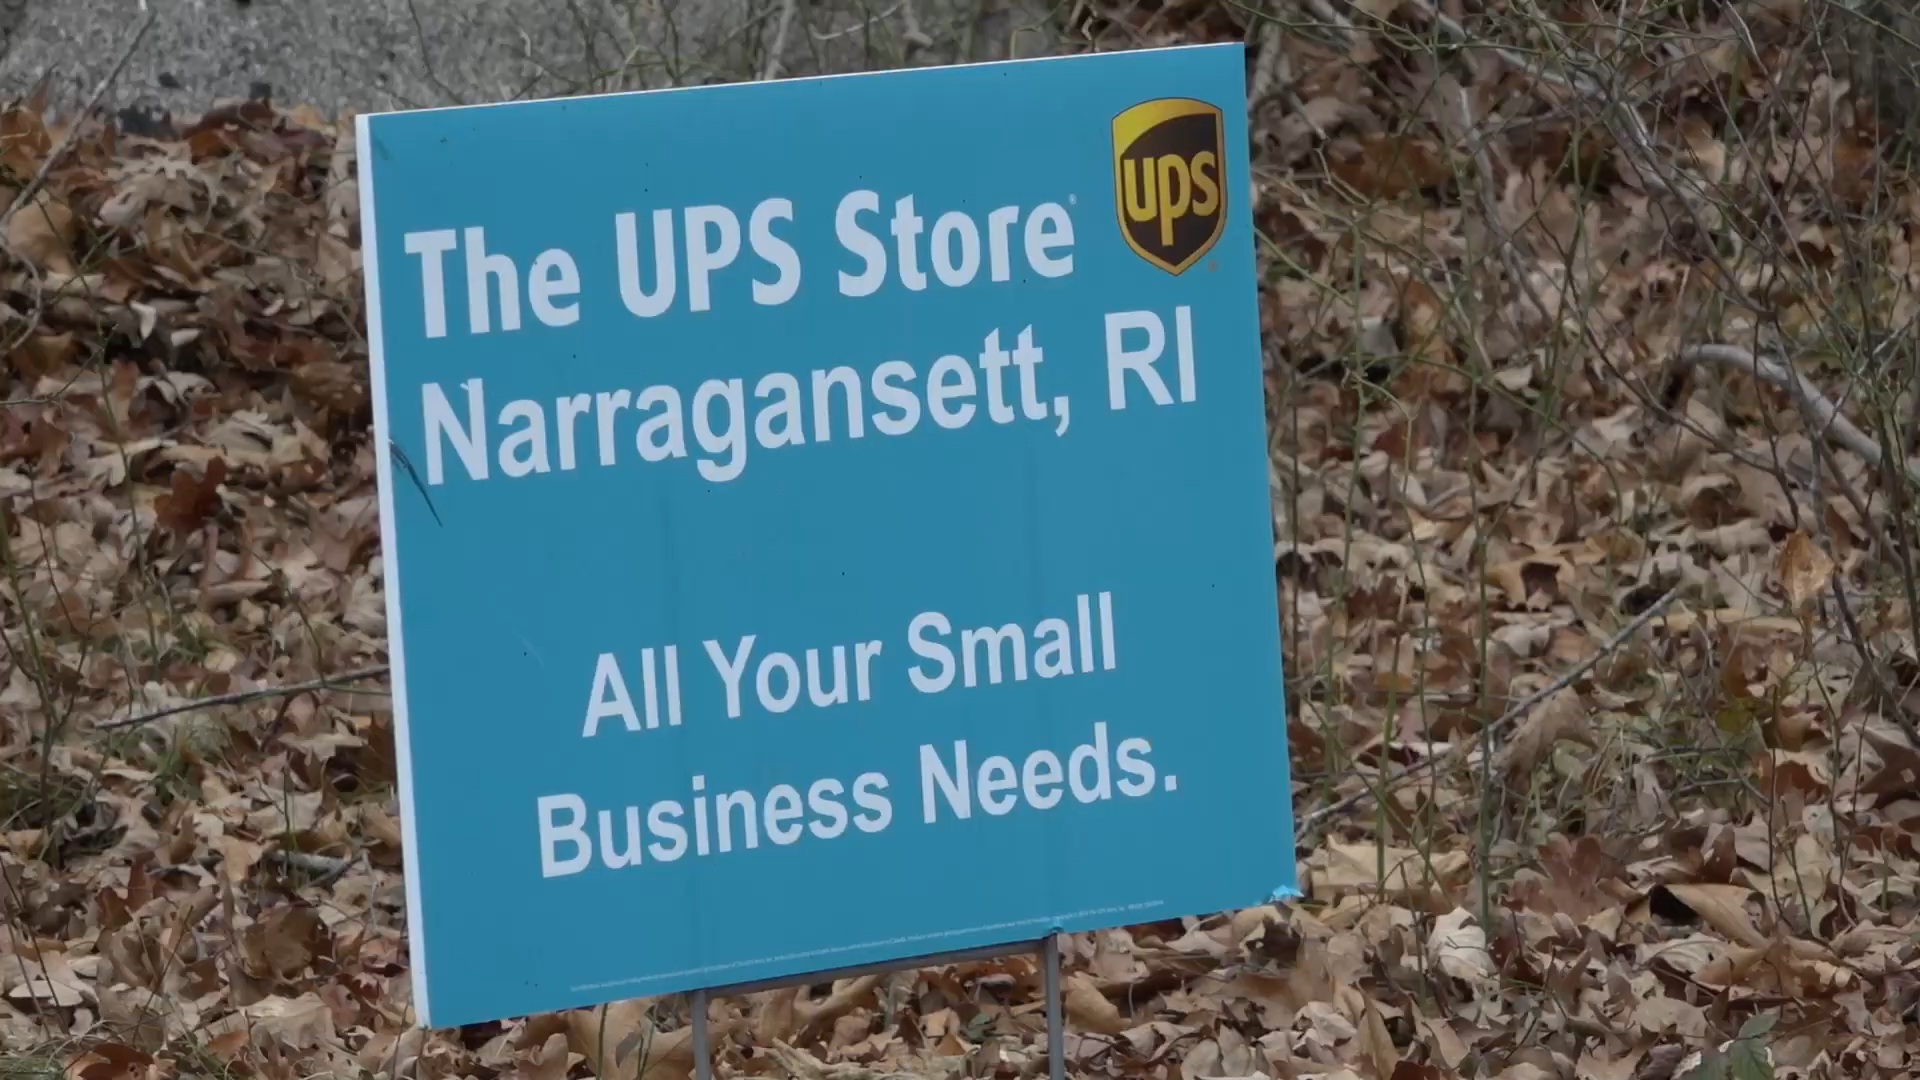 The UPS Store®
ups
Narragansett, RI
All Your Small
Business Needs.